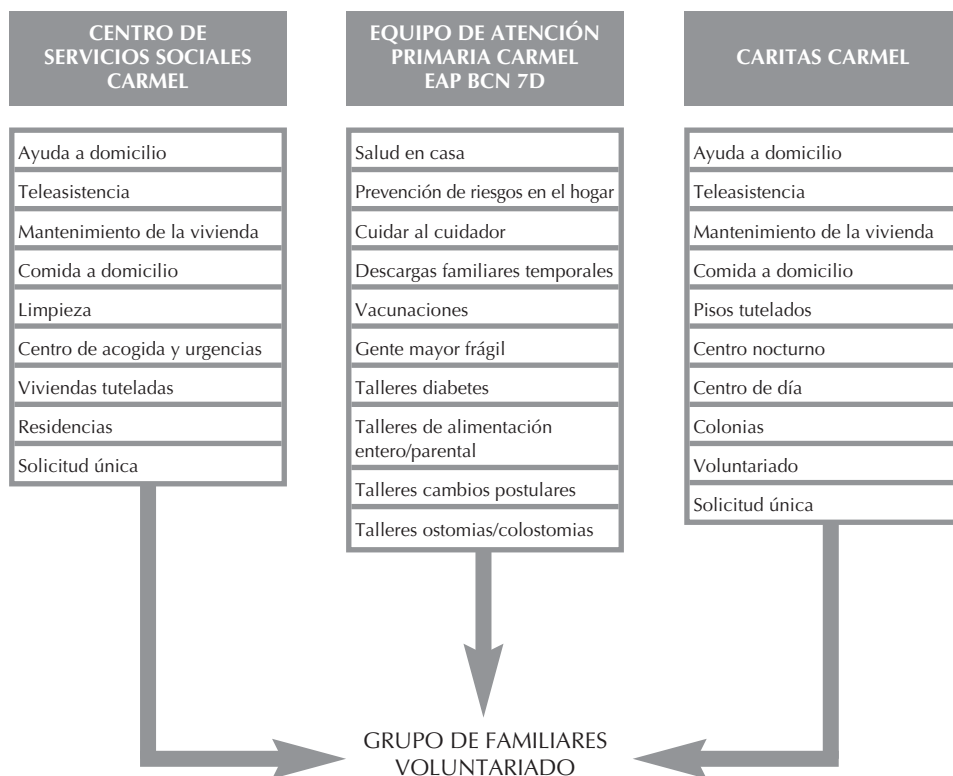 CENTRO DE
SERVICIOS SOCIALES
CARMEL
Ayuda a domicilio
Teleasistencia
Mantenimiento de la vivienda
Comida a domicilio
Limpieza
Centro de acogida y urgencias
Viviendas tuteladas
Residencias
Solicitud única
EQUIPO DE ATENCIÓN
PRIMARIA CARMEL
EAP BCN 7D
Salud en casa
Prevención de riesgos en el hogar
Cuidar al cuidador
Descargas familiares temporales
Vacunaciones
Gente mayor frágil
Talleres diabetes
Talleres de alimentación
entero/parental
Talleres cambios postulares
Talleres ostomias/colostomias
CARITAS CARMEL
Ayuda a domicilio
Teleasistencia
Mantenimiento de la vivienda
Comida a domicilio
Pisos tutelados
Centro nocturno
Centro de día
Colonias
Voluntariado
Solicitud única
GRUPO DE FAMILIARES
VOLUNTARIADO